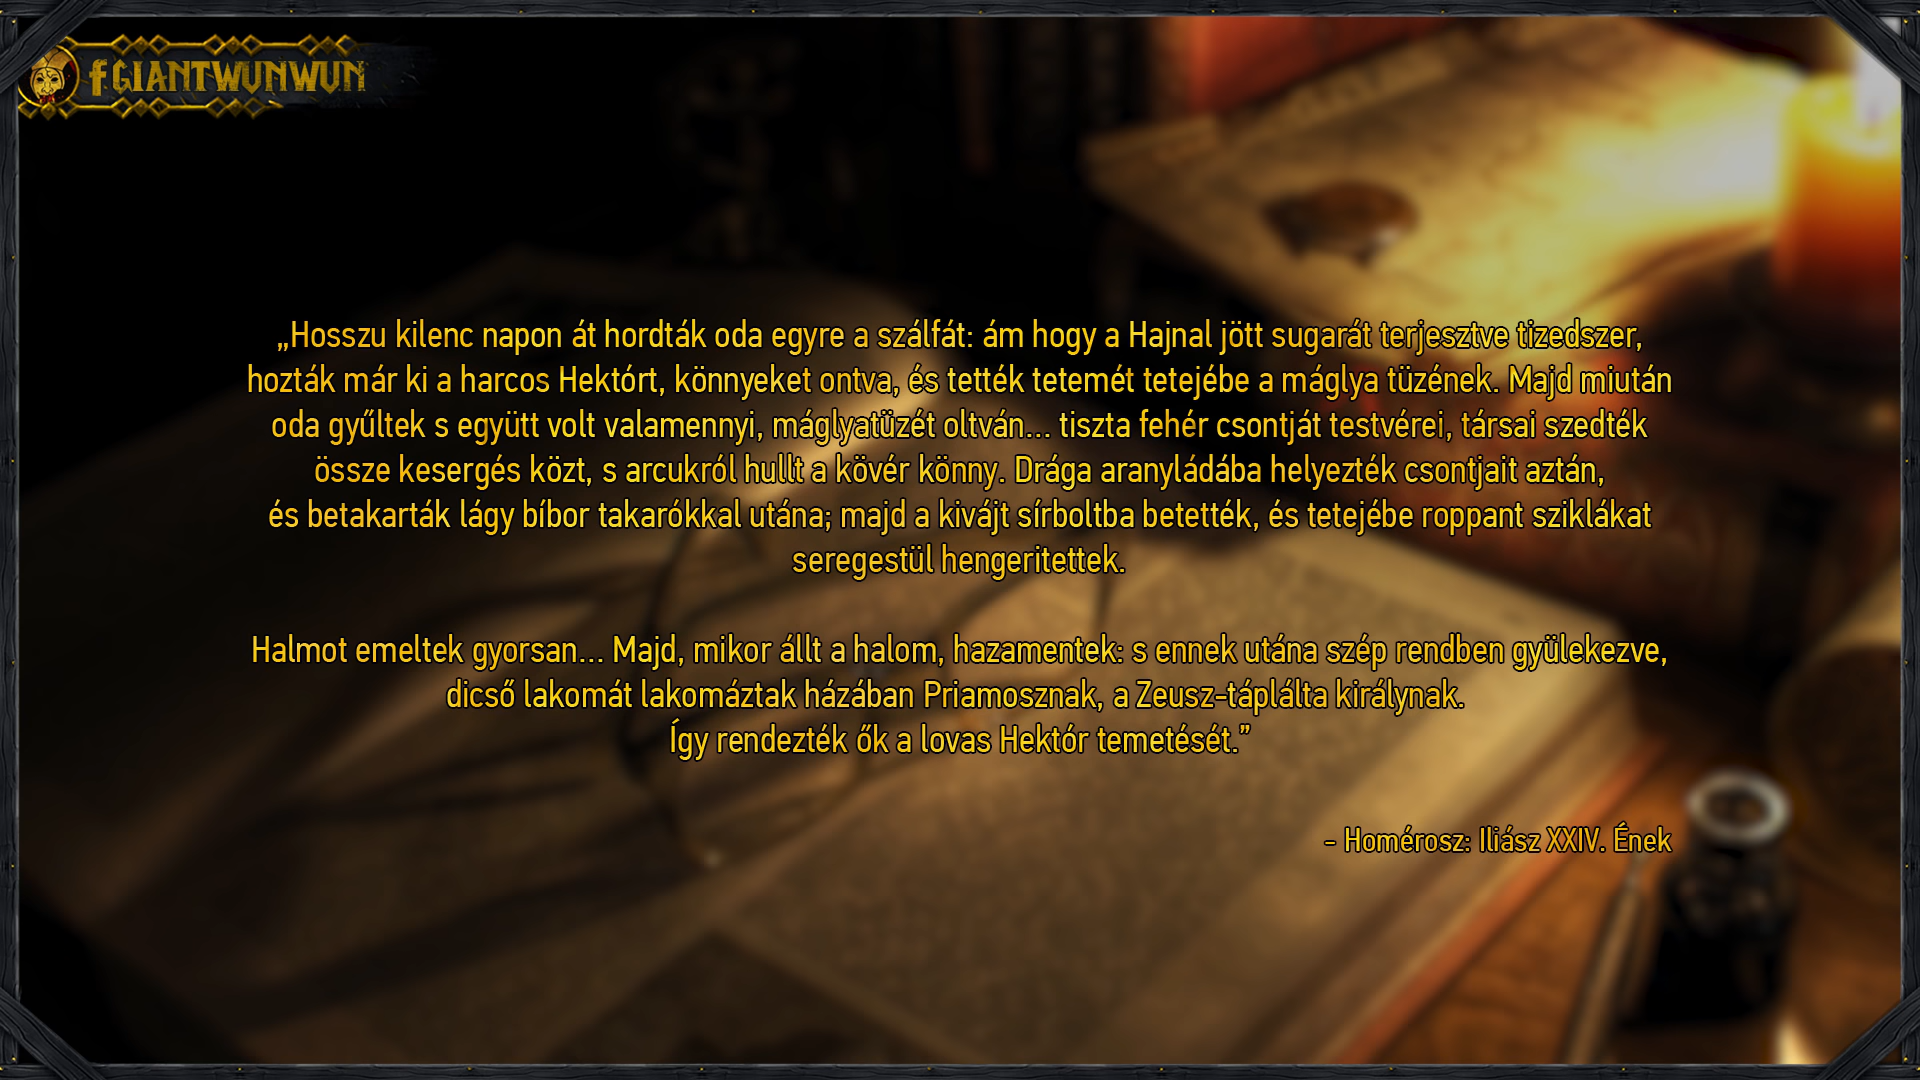 fGIANTWUNWUN
„Hosszu kilenc napon át hordták oda egyre a szálfát: ám hogy a Hajnal jött sugarát terjesztve tizedszer,
hozták már ki a harcos Hektórt, könnyeket ontva, és tették tetemét tetejébe a máglya tüzének. Majd miután
oda gyűltek s együtt volt valamennyi, máglyatüzét oltván... tiszta fehér csontját testvérei, társai szedték
össze kesergés közt, s arcukról hullt a kövér könny. Drága aranyládába helyezték csontjait aztán,
és betakarták lágy bíbor takarókkal utána; majd a kivájt sírboltba betették, és tetejébe roppant sziklákat
seregestül hengeritettek.
Halmot emeltek gyorsan... Majd, mikor állt a halom, hazamentek: s ennek utána szép rendben gyülekezve,
dicső lakomát lakomáztak házában Priamosznak, a Zeusz-táplálta királynak.
Így rendezték ők a lovas Hektór temetését.”
- Homérosz: Iliász XXIV. Ének